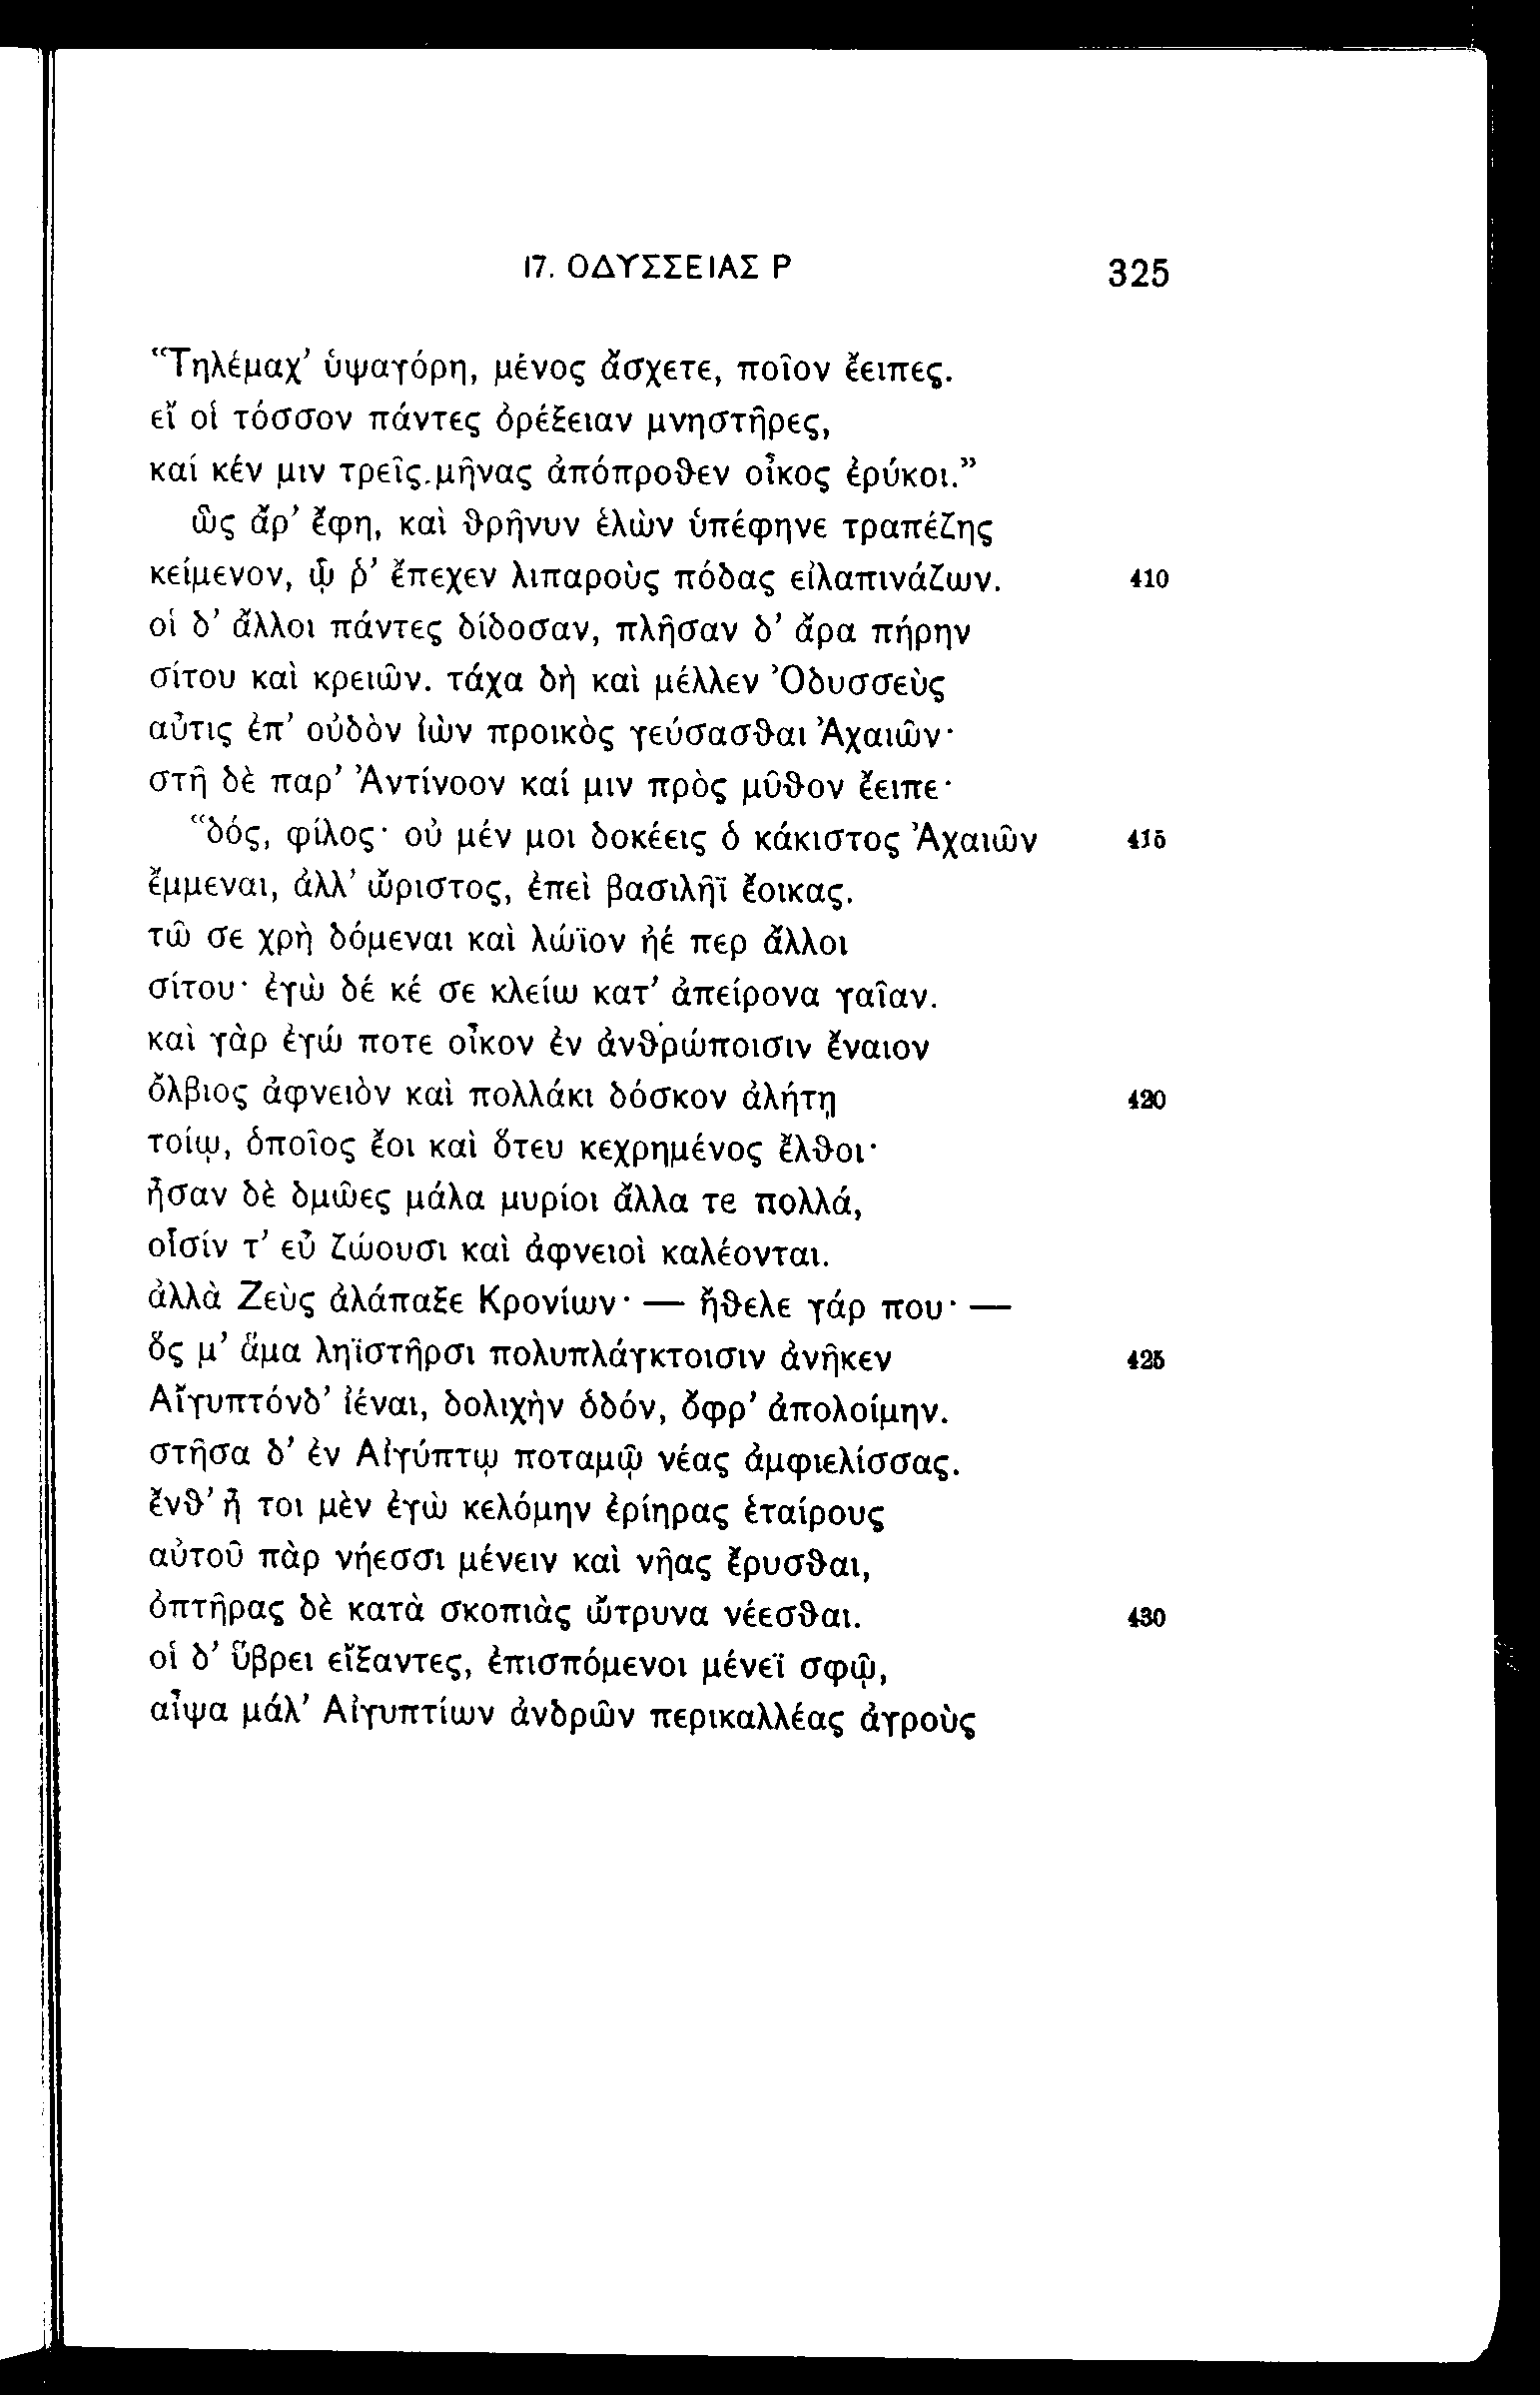 17. ΟΔΥΣΣΕΙΑΣ Ρ 325
“Τηλέμαχ’ ὑψαγόρη, μένος ἄσχετε, ποῖον ἔειπες.
εἴ οἱ τόσσον πάντες ὀρέξειαν μνηστῆρες,
καί κέν μιν τρεῖς μῆνας ἀπόπροϑεν οἶκος ἐρύκοι.”
ὣς ἄρ’ ἔφη, καὶ ϑρῆνυν ἑλὼν ὑπέφηνε τραπέζης
κείμενον, ᾧ ῥ’ ἔπεχεν λιπαροὺς πόδας εἰλαπινάζων. 410
οἱ δ’ ἄλλοι πάντες δίδοσαν, πλῆσαν δ’ ἄρα πήρην
σίτου καὶ κρειῶν. τάχα δὴ καὶ μέλλεν Ὀδυσσεὺς
αὖτις ἐπ’ οὐδὸν ἰὼν προικὸς γεύσασϑαι Ἀχαιῶν·
στῆ δὲ παρ’ Ἀντίνοον καί μιν πρὸς μῦϑον ἔειπε·
“δός, φίλος· οὐ μέν μοι δοκέεις ὁ κάκιστος Ἀχαιῶν 415
ἔμμεναι, ἀλλ’ ὤριστος, ἐπεὶ βασιλῆϊ ἔοικας.
τῶ σε χρὴ δόμεναι καὶ λώϊον ἠέ περ ἄλλοι
σίτου· ἐγὼ δέ κέ σε κλείω κατ’ ἀπείρονα γαῖαν.
καὶ γὰρ ἐγώ ποτε οἶκον ἐν ἀνϑρώποισιν ἔναιον
ὄλβιος ἀφνειὸν καὶ πολλάκι δόσκον ἀλήτῃ 420
τοίῳ, ὁποῖος ἔοι καὶ ὅτευ κεχρημένος ἔλϑοι·
ἦσαν δὲ δμῶες μάλα μυρίοι ἄλλα τε πολλά,
οἷσίν τ’ εὖ ζώουσι καὶ ἀφνειοὶ καλέονται.
ἀλλὰ Ζεὺς ἀλάπαξε Κρονίων· — ἤϑελε γάρ που· —
ὅς μ’ ἅμα ληϊστῆρσι πολυπλάγκτοισιν ἀνῆκεν 425
Αἴγυπτόνδ’ ἰέναι, δολιχὴν ὁδόν, ὄφρ’ ἀπολοίμην.
στῆσα δ’ ἐν Αἰγύπτῳ ποταμῷ νέας ἀμφιελίσσας.
ἔνϑ’ ἦ τοι μὲν ἐγὼ κελόμην ἐρίηρας ἑταίρους
αὐτοῦ πὰρ νήεσσι μένειν καὶ νῆας ἔρυσϑαι,
ὀπτῆρας δὲ κατὰ σκοπιὰς ὤτρυνα νέεσϑαι. 430
οἱ δ’ ὕβρει εἴξαντες, ἐπισπόμενοι μένεϊ σφῷ,
αἶψα μάλ’ Αἰγυπτίων ἀνδρῶν περικαλλέας ἀγροὺς